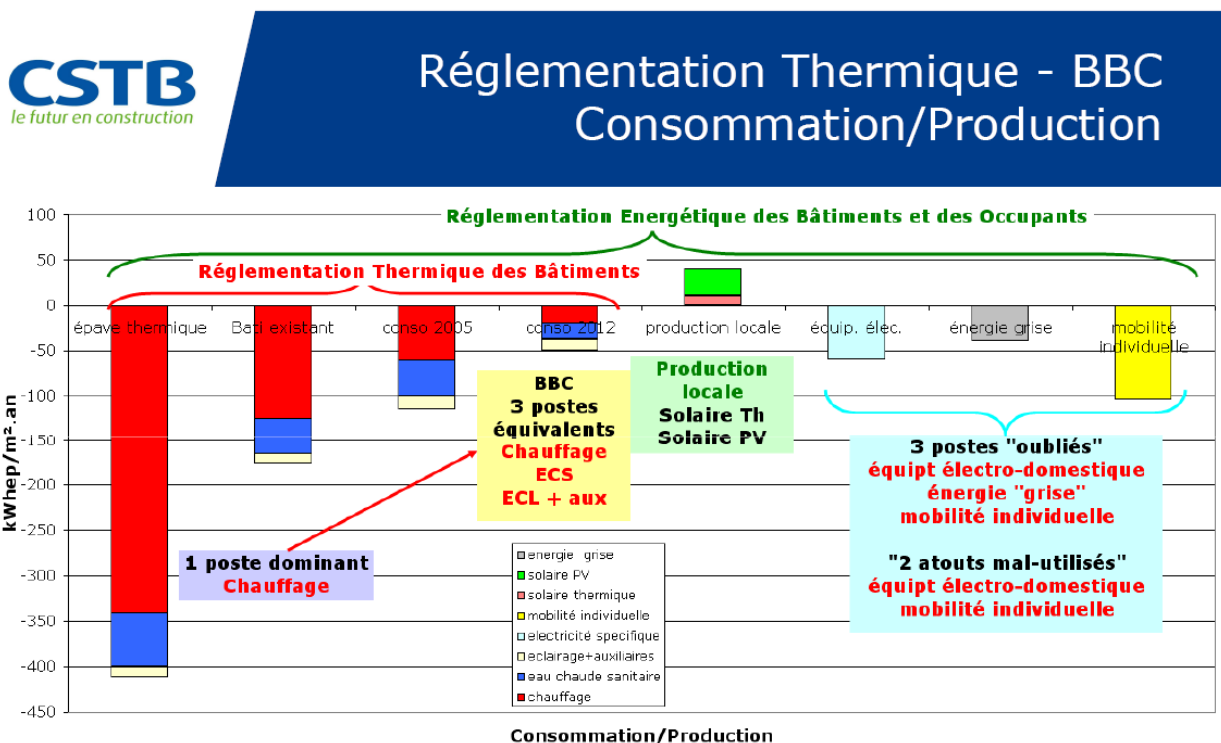 CSTB
le futur en construction
Réglementation Thermique - BBC
Consommation/Production
100
50
0
-50
-100
-150
-200
-250
-300
-350
-400
-450
kWhep/m².an
Réglementation Energétique des Bâtiments et des Occupants
Réglementation Thermique des Bâtiments
épave thermique
Bati existant
conso 2005
conso 2012
production locale
équip. élec.
énergie grise
mobilité
individuelle
BBC
3 postes
équivalents
Chauffage
ECS
ECL + aux
Production
locale
Solaire Th
Solaire PV
3 postes "oubliés"
équipt électro-domestique
énergie "grise"
mobilité individuelle
"2 atouts mal-utilisés"
équipt électro-domestique
mobilité individuelle
1 poste dominant
Chauffage
energie grise
solaire PV
solaire thermique
mobilité individuelle
electricité specifique
eclairage+auxiliaires
eau chaude sanitaire
chauffage
Consommation/Production